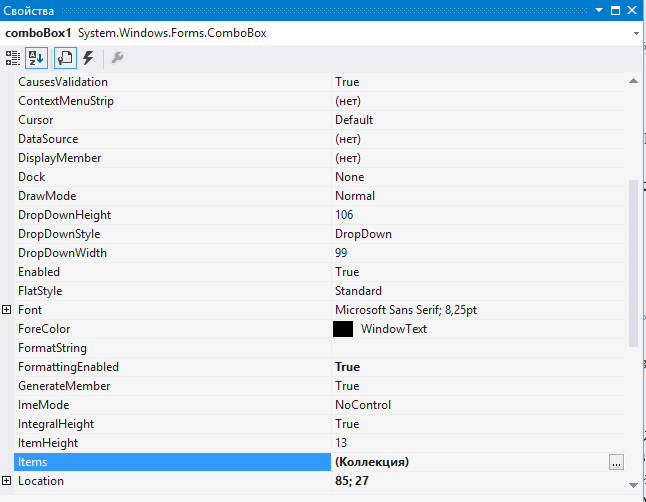 Свойства
comboBox1 System.Windows.Forms.ComboBox
CausesValidation True
ContextMenuStrip (нет)
Cursor Default
DataSource (нет)
DisplayMember (нет)
Dock None
DrawMode Normal
DropDownHeight 106
DropDownStyle DropDown
DropDownWidth 99
Enabled True
FlatStyle Standard
Font Microsoft Sans Serif; 8,25pt
ForeColor WindowText
FormatString
FormattingEnabled True
GenerateMember True
ImeMode NoControl
IntegralHeight True
ItemHeight 13
Items (Коллекция) ...
Location 85; 27